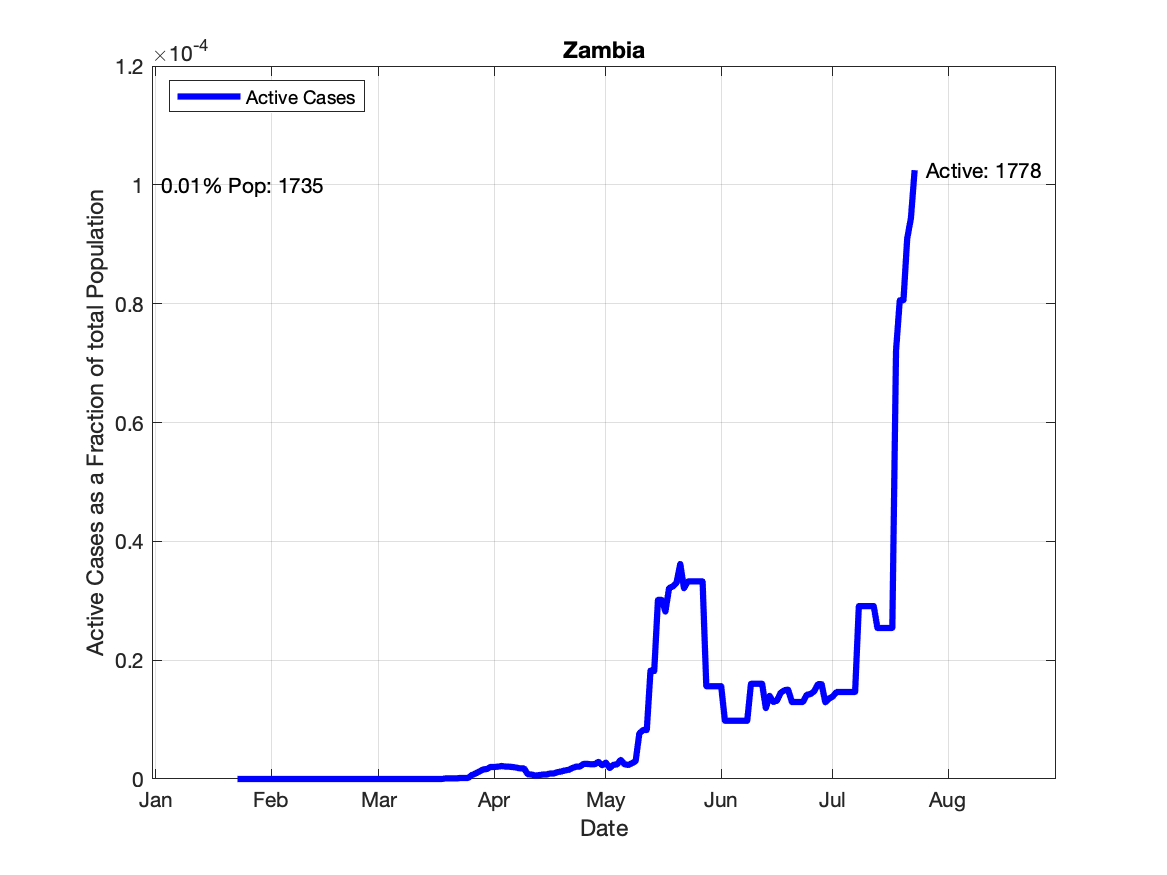 Zambia
×10-4
1.2
1
0.8
0.6
0.4
0.2
0
Active Cases
0.01% Pop: 1735
Active: 1778
Active Cases as a Fraction of total Population
Jan Feb Mar Apr May Jun Jul Aug
Date